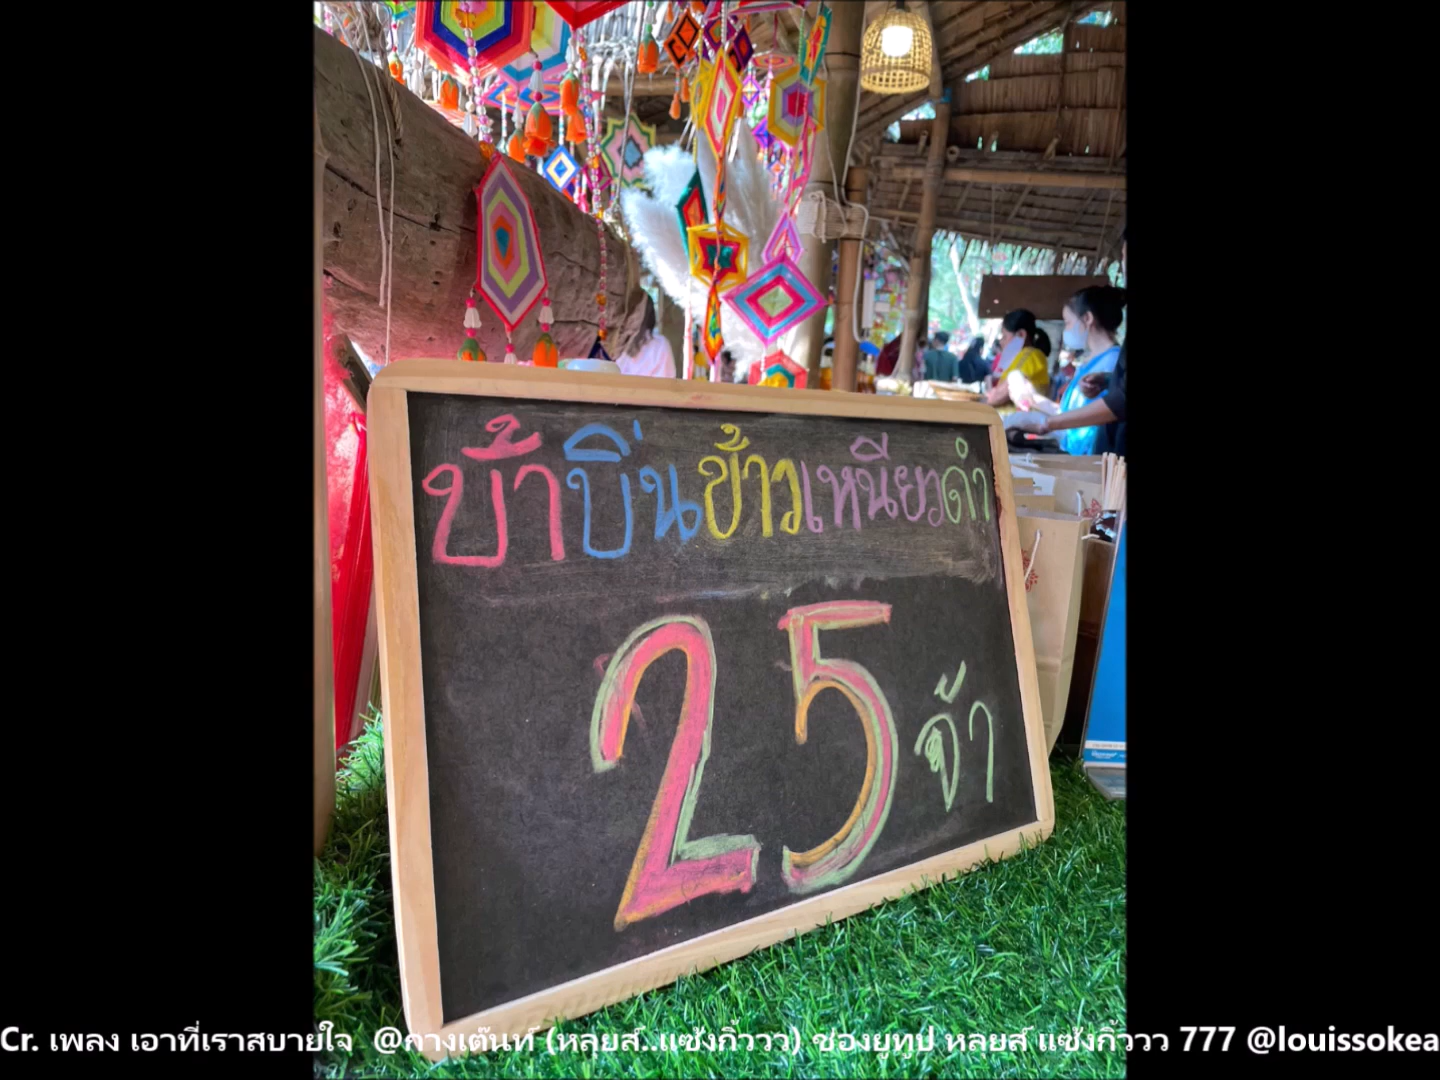 บ้าบิ่นข้าวเหนียวดำ
25 จ้า
Cr. เพลง เอาที่เราสบายใจ @กางเต๊นท์ (หลุยส์..แซ้งกิ้ววว) ช่องยูทูป หลุยส์ แซ้งกิ้ววว 777 @louissokea